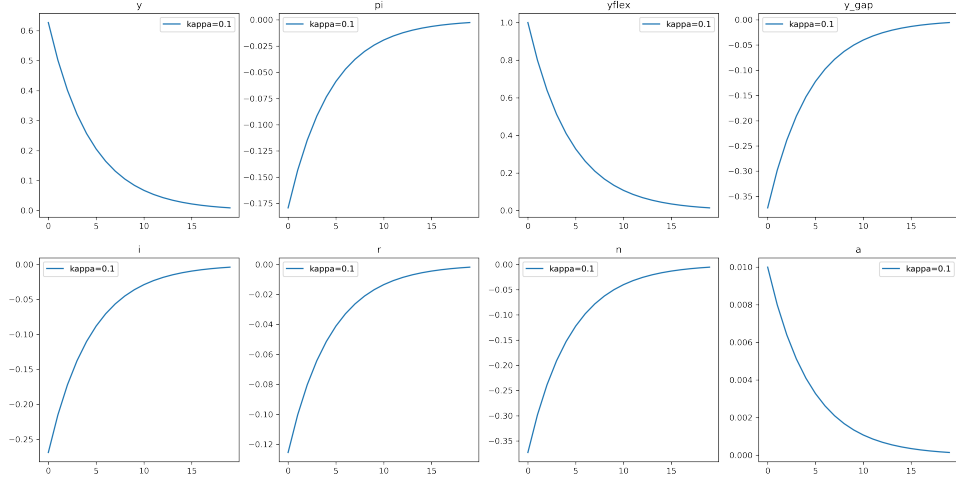 y
kappa=0.1
0.6
0.5
0.4
0.3
0.2
0.1
0.0
0 5 10 15
pi
kappa=0.1
0.000
−0.025
−0.050
−0.075
−0.100
−0.125
−0.150
−0.175
0 5 10 15
yflex
kappa=0.1
1.0
0.8
0.6
0.4
0.2
0.0
0 5 10 15
y_gap
kappa=0.1
0.00
−0.05
−0.10
−0.15
−0.20
−0.25
−0.30
−0.35
0 5 10 15
i
kappa=0.1
0.00
−0.05
−0.10
−0.15
−0.20
−0.25
0 5 10 15
r
kappa=0.1
0.00
−0.02
−0.04
−0.06
−0.08
−0.10
−0.12
0 5 10 15
n
kappa=0.1
0.00
−0.05
−0.10
−0.15
−0.20
−0.25
−0.30
−0.35
0 5 10 15
a
kappa=0.1
0.010
0.008
0.006
0.004
0.002
0.000
0 5 10 15